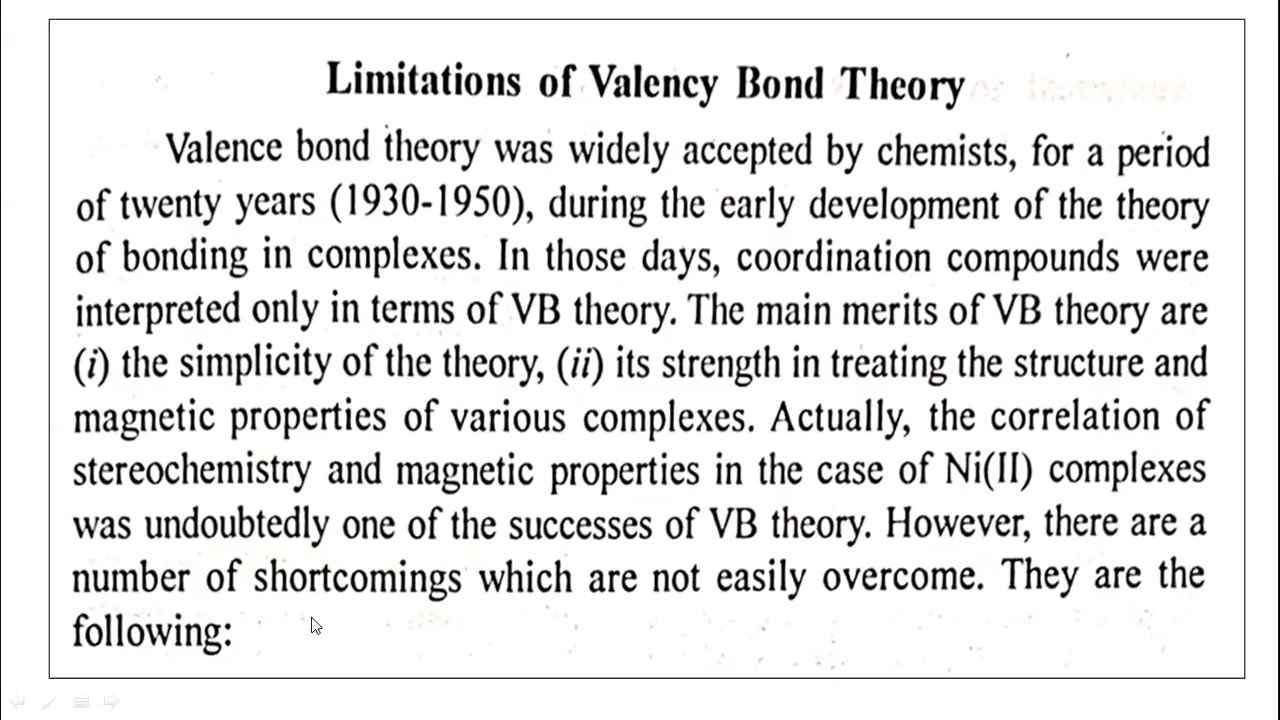 Limitations of Valency Bond Theory
Valence bond theory was widely accepted by chemists, for a period
of twenty years (1930-1950), during the early development of the theory
of bonding in complexes. In those days, coordination compounds were
interpreted only in terms of VB theory. The main merits of VB theory are
(i) the simplicity of the theory, (ii) its strength in treating the structure and
magnetic properties of various complexes. Actually, the correlation of
stereochemistry and magnetic properties in the case of Ni(II) complexes
was undoubtedly one of the successes of VB theory. However, there are a
number of shortcomings which are not easily overcome. They are the
following: